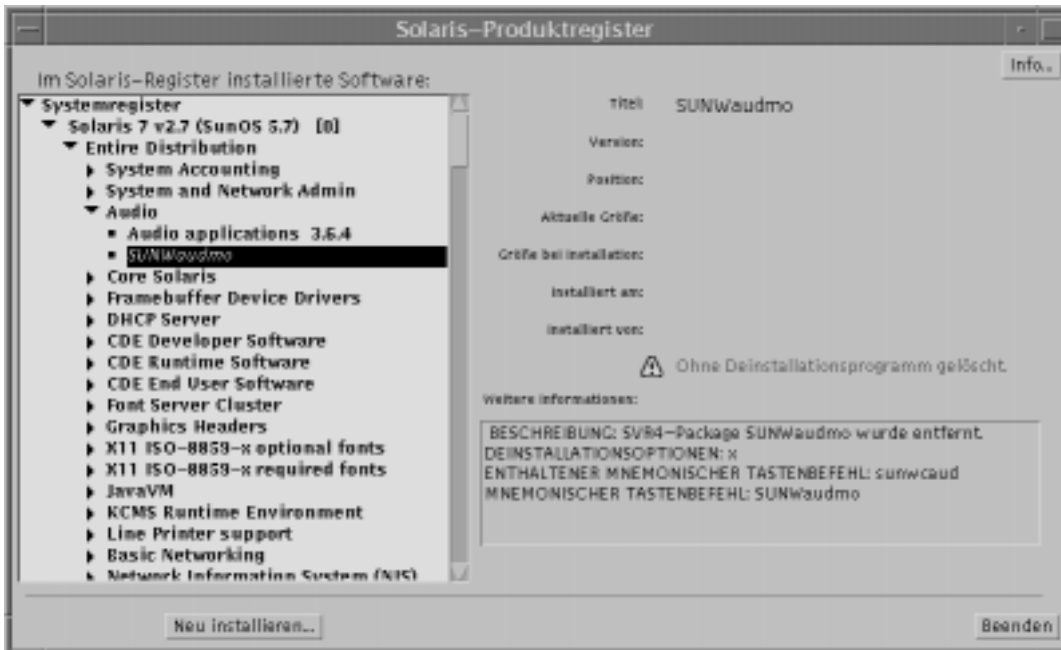 Solaris-Produktregister
Info...
Im Solaris-Register installierte Software:
Systemregister
Solaris 7 v2.7 (SunOS 5.7) [0]
Entire Distribution
System Accounting
System and Network Admin
Audio
Audio applications 3.6.4
SUNWaudmo
Core Solaris
Framebuffer Device Drivers
DHCP Server
CDE Developer Software
CDE Runtime Software
CDE End User Software
Font Server Cluster
Graphics Headers
X11 ISO-8859-x optional fonts
X11 ISO-8859-x required fonts
JavaVM
KCMS Runtime Environment
Line Printer support
Basic Networking
Network Information System (NIS)
Titel: SUNWaudmo
Version:
Position:
Aktuelle Größe:
Größe bei Installation:
Installiert am:
Installiert von:
Ohne Deinstallationsprogramm gelöscht.
Weitere Informationen:
BESCHREIBUNG: SVR4-Package SUNWaudmo wurde entfernt.
DEINSTALLATIONSOPTIONEN: x
ENTHALTENER MNEMONISCHER TASTENBEFEHL: sunwcaud
MNEMONISCHER TASTENBEFEHL: SUNWaudmo
Neu installieren...
Beenden